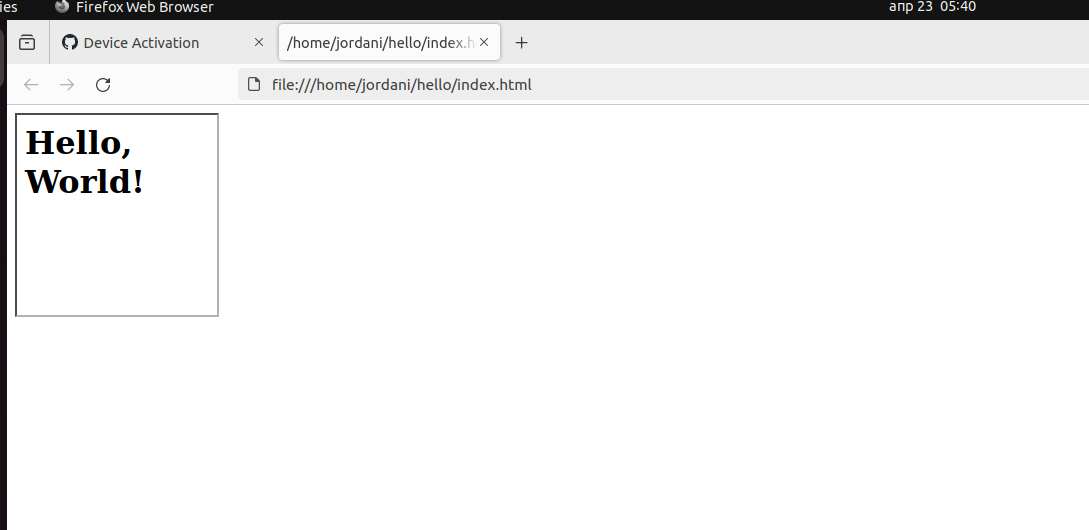 ies Firefox Web Browser апр 23 05:40
Device Activation /home/jordani/hello/index.h
file:///home/jordani/hello/index.html
Hello,
World!